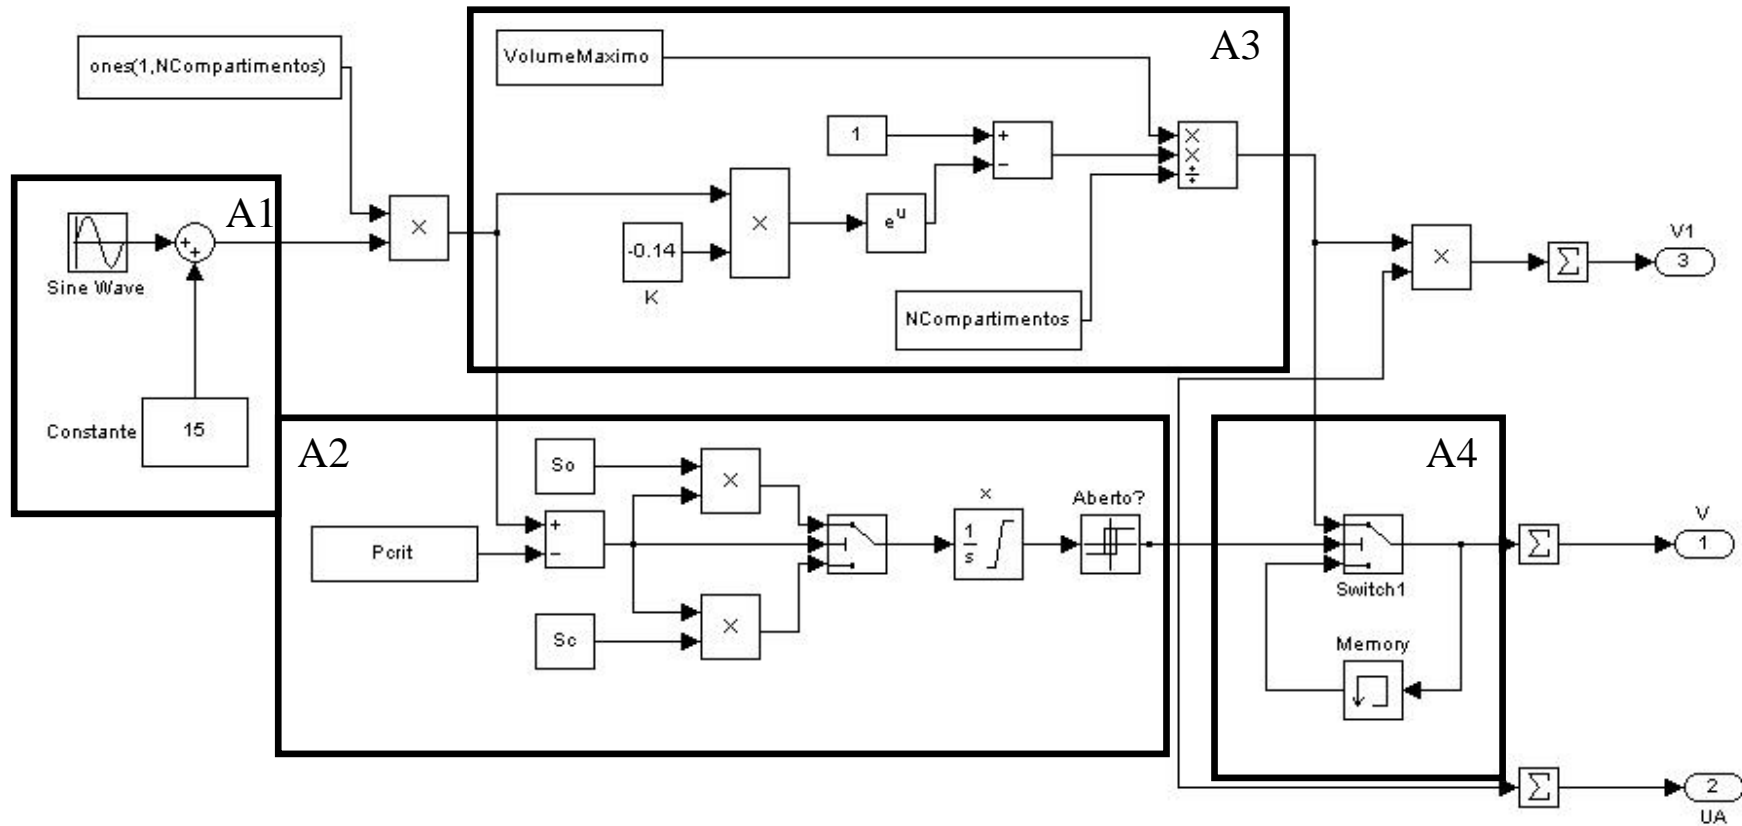 A3
VolumeMaximo
ones(1,NCompartimentos)
1
+
−
×
×
÷
A1
Sine Wave
+
+
×
×
-0.14
K
e^u
NCompartimentos
×
V1
3
Σ
Constante
15
A2
So
×
Pcrit
+
−
x
1
s
Aberto?
Sc
×
A4
Switch1
Memory
Σ
V
1
Σ
2
UA